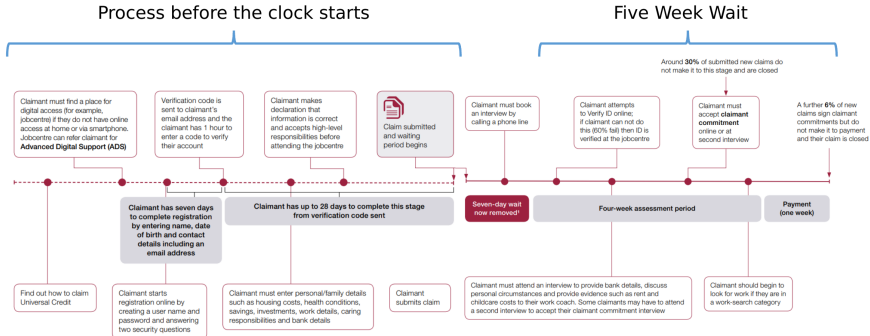 Process before the clock starts
Five Week Wait
Around 30% of submitted new claims do
not make it to this stage and are closed
Claimant must find a place for
digital access (for example,
jobcentre) if they do not have online
access at home or via smartphone.
Jobcentre can refer claimant for
Advanced Digital Support (ADS)
Verification code is
sent to claimant's
email address and the
claimant has 1 hour to
enter a code to verify
their account
Claimant makes
declaration that
information is correct
and accepts high-level
responsibilities before
attending the jobcentre
Claim submitted
and waiting
period begins
Claimant must book
an interview by
calling a phone line
Claimant attempts
to Verify ID online;
if claimant can not do
this (60% fail) then ID is
verified at the jobcentre
Claimant must
accept claimant
commitment
online or at
second interview
A further 6% of new
claims sign claimant
commitments but do
not make it to payment
and their claim is closed
Claimant has seven days
to complete registration
by entering name, date
of birth and contact
details including an
email address
Claimant has up to 28 days to complete this stage
from verification code sent
Seven-day wait
now removed¹
Four-week assessment period
Payment
(one week)
Find out how to claim
Universal Credit
Claimant starts
registration online by
creating a user name and
password and answering
two security questions
Claimant must enter personal/family details
such as housing costs, health conditions,
savings, investments, work details, caring
responsibilities and bank details
Claimant
submits claim
Claimant must attend an interview to provide bank details, discuss
personal circumstances and provide evidence such as rent and
childcare costs to their work coach. Some claimants may have to attend
a second interview to accept their claimant commitment interview
Claimant should begin to
look for work if they are in
a work-search category